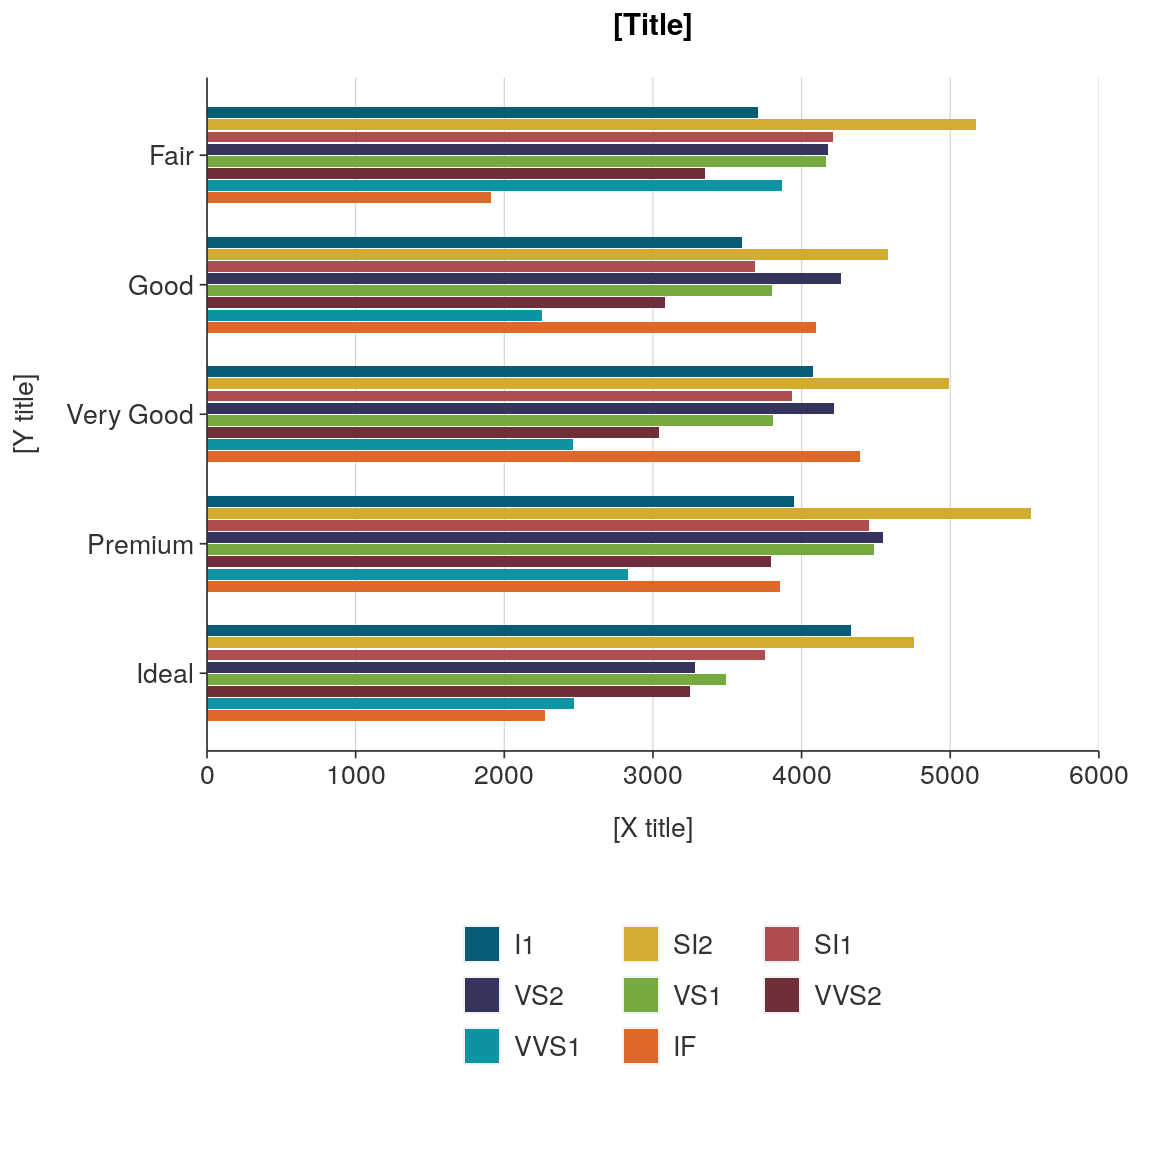 [Title]
[Y title]
Fair
Good
Very Good
Premium
Ideal
0 1000 2000 3000 4000 5000 6000
[X title]
I1 SI2 SI1
VS2 VS1 VVS2
VVS1 IF